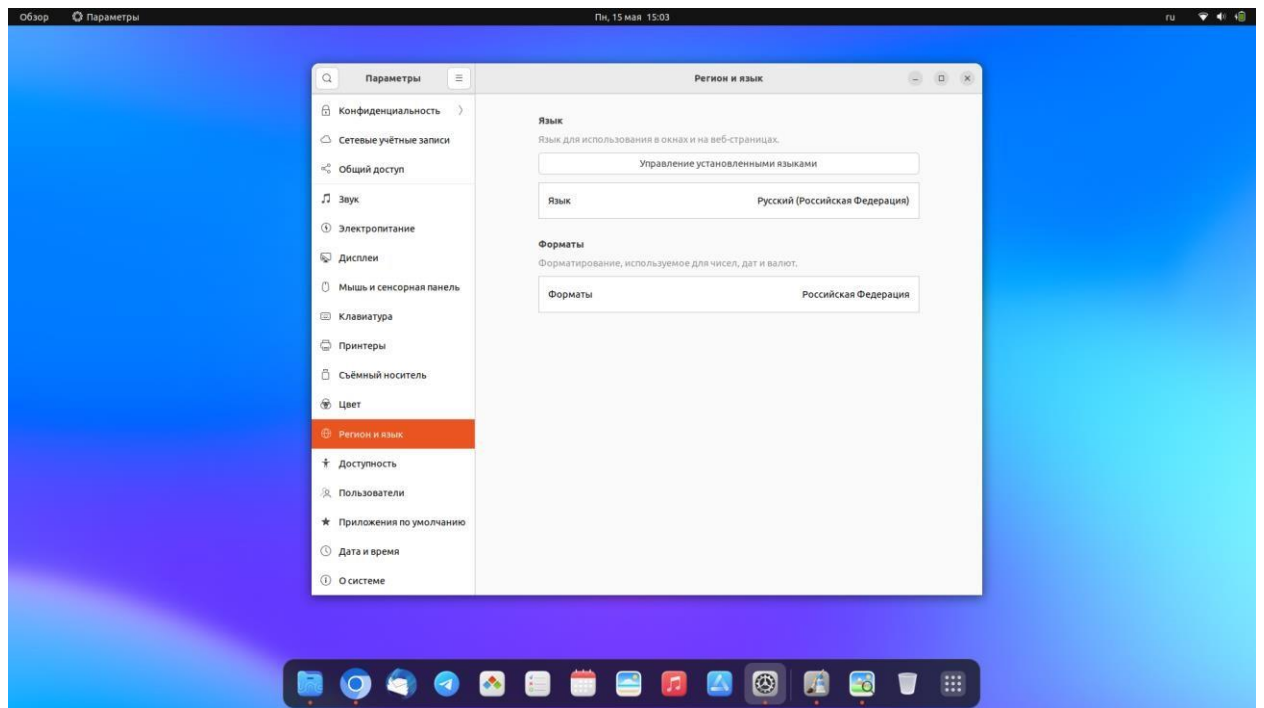 Обзор Параметры Пн, 15 мая 15:03 ru
Параметры
Регион и язык
Конфиденциальность
Сетевые учётные записи
Общий доступ
Звук
Электропитание
Дисплеи
Мышь и сенсорная панель
Клавиатура
Принтеры
Съёмный носитель
Цвет
Регион и язык
Доступность
Пользователи
Приложения по умолчанию
Дата и время
О системе
Язык
Язык для использования в окнах и на веб-страницах.
Управление установленными языками
Язык Русский (Российская Федерация)
Форматы
Форматирование, используемое для чисел, дат и валют.
Форматы Российская Федерация